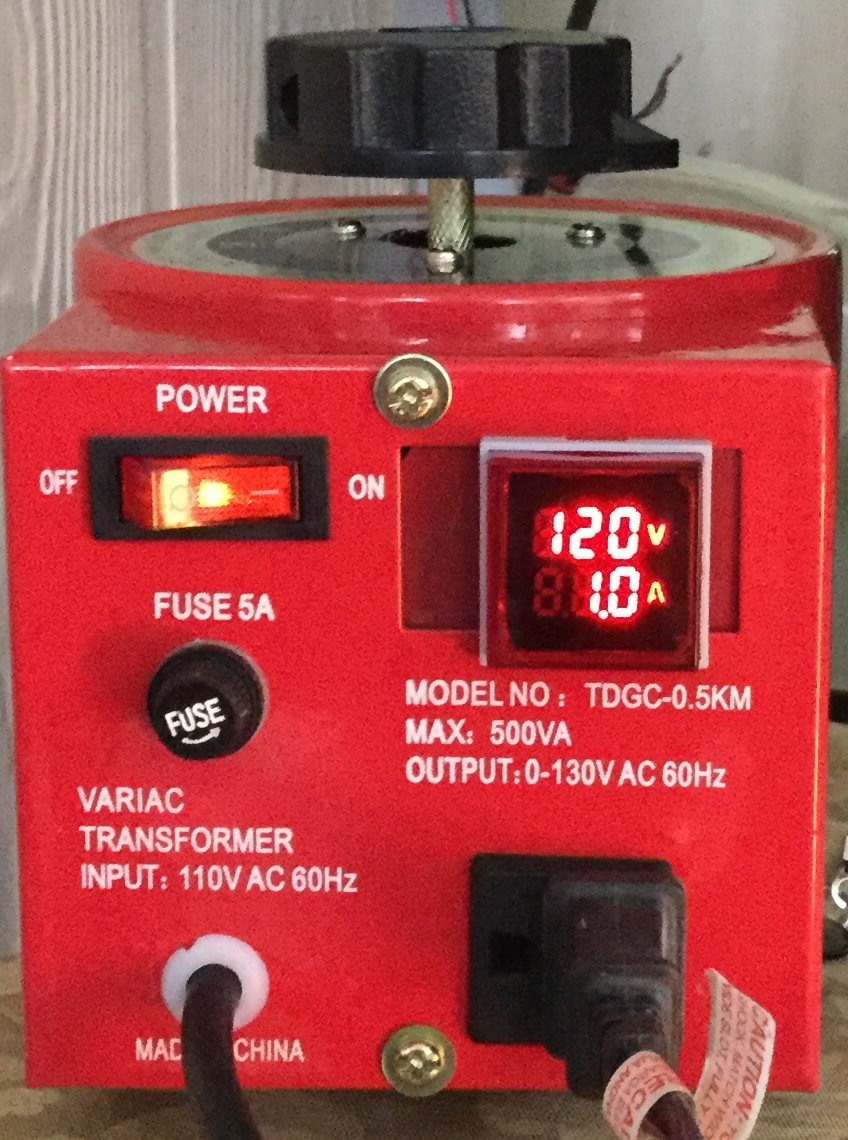 POWER
OFF
ON
120 V
1.0 A
FUSE 5A
FUSE
MODEL NO : TDGC-0.5KM
MAX: 500VA
OUTPUT: 0-130V AC 60Hz
VARIAC
TRANSFORMER
INPUT: 110V AC 60Hz
CHINA
CAUTION